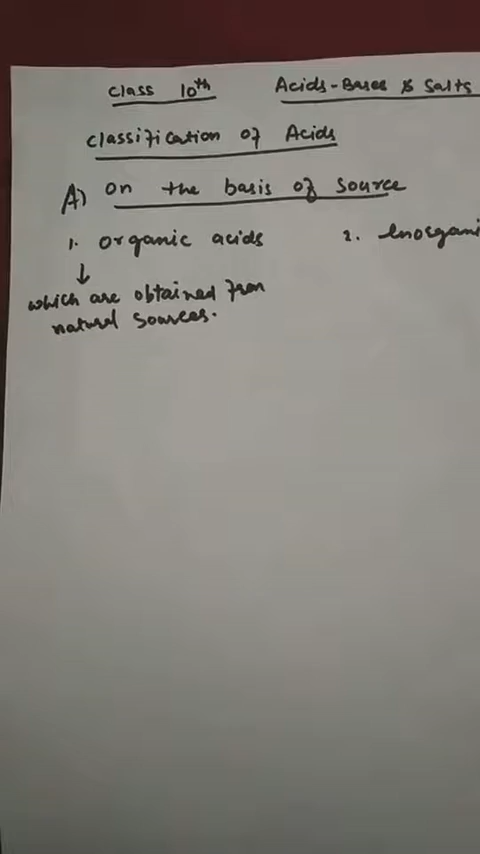 Class 10th Acids-Bases & Salts
Classification of Acids
A) On the basis of source
1. Organic acids 2. Inorgani
↓
which are obtained from
natural sources.